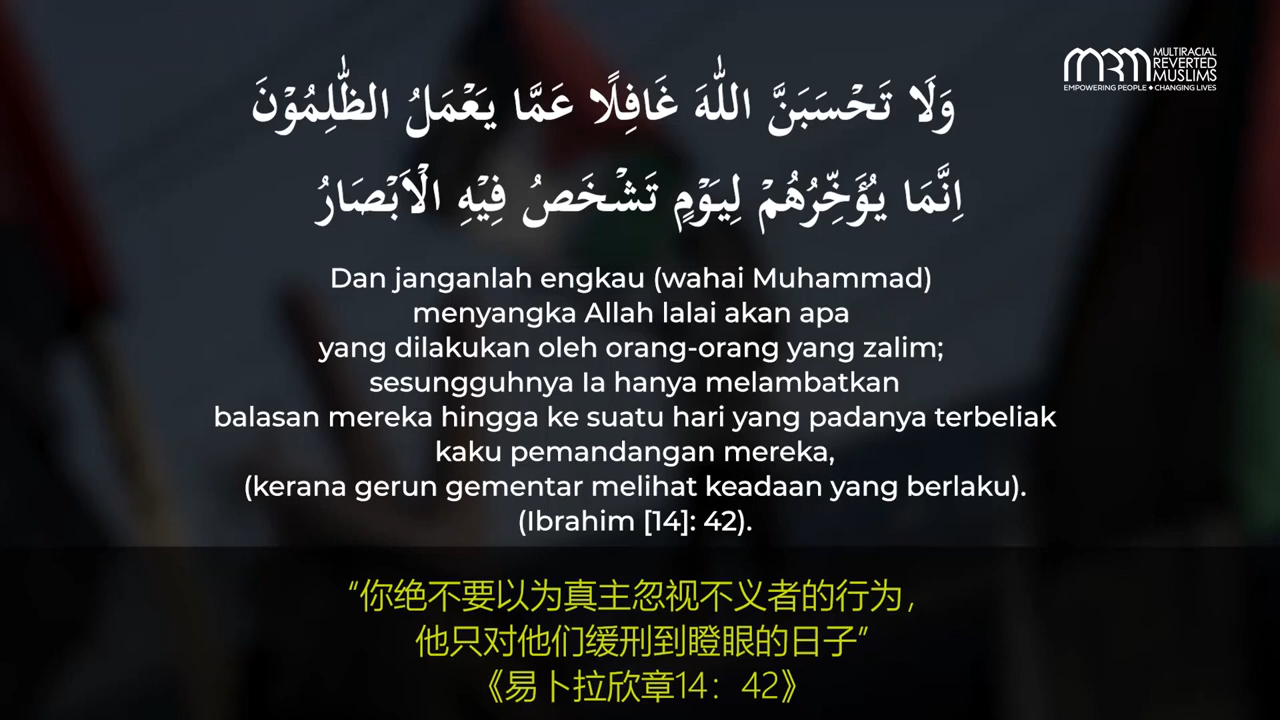 MRM
MULTIRACIAL
REVERTED
MUSLIMS
EMPOWERING PEOPLE ◆ CHANGING LIVES
وَلَا تَحْسَبَنَّ اللّٰهَ غَافِلًا عَمَّا يَعْمَلُ الظّٰلِمُوْنَ
اِنَّمَا يُؤَخِّرُهُمْ لِيَوْمٍ تَشْخَصُ فِيْهِ الْاَبْصَارُ
Dan janganlah engkau (wahai Muhammad)
menyangka Allah lalai akan apa
yang dilakukan oleh orang-orang yang zalim;
sesungguhnya Ia hanya melambatkan
balasan mereka hingga ke suatu hari yang padanya terbeliak
kaku pemandangan mereka,
(kerana gerun gementar melihat keadaan yang berlaku).
(Ibrahim [14]: 42).
“你绝不要以为真主忽视不义者的行为，
他只对他们缓刑到瞪眼的日子”
《易卜拉欣章14：42》